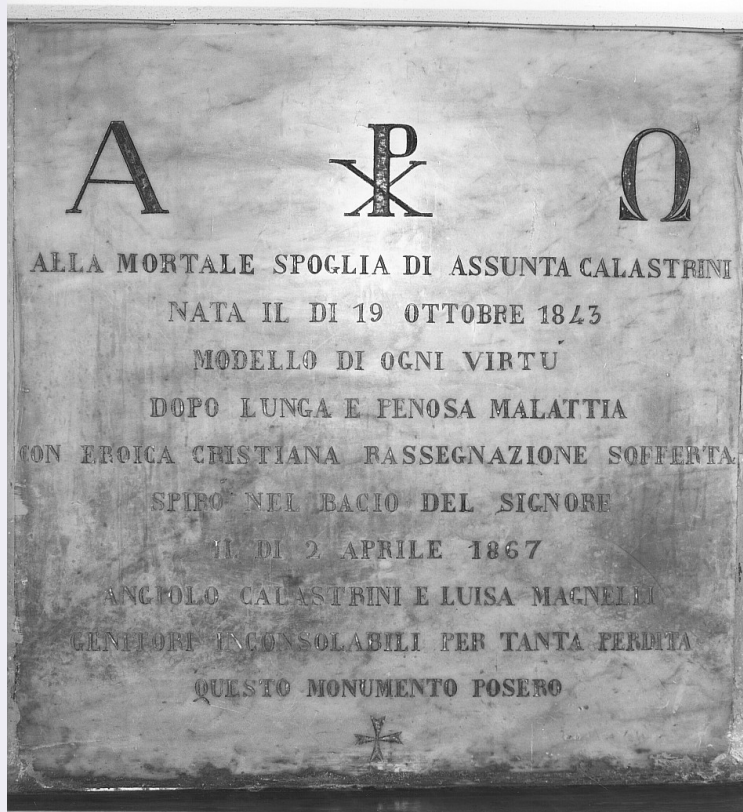 Α ☧ Ω
ALLA MORTALE SPOGLIA DI ASSUNTA CALASTRINI
NATA IL DI 19 OTTOBRE 1843
MODELLO DI OGNI VIRTU'
DOPO LUNGA E PENOSA MALATTIA
CON EROICA CRISTIANA RASSEGNAZIONE SOFFERTA
SPIRO' NEL BACIO DEL SIGNORE
IL DI 2 APRILE 1867
ANGIOLO CALASTRINI E LUISA MAGNELLI
GENITORI INCONSOLABILI PER TANTA PERDITA
QUESTO MONUMENTO POSERO